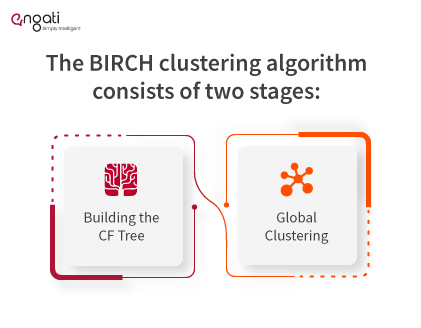 engati
simply intelligent
The BIRCH clustering algorithm
consists of two stages:
Building the
CF Tree
Global
Clustering